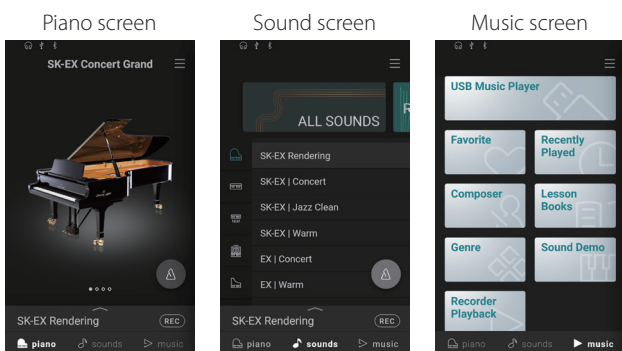 Piano screen
SK-EX Concert Grand
SK-EX Rendering
REC
piano
sounds
music
Sound screen
ALL SOUNDS
R
SK-EX Rendering
SK-EX | Concert
SK-EX | Jazz Clean
SK-EX | Warm
EX | Concert
EX | Warm
SK-EX Rendering
REC
piano
sounds
music
Music screen
USB Music Player
Favorite
Recently
Played
Composer
Lesson
Books
Genre
Sound Demo
Recorder
Playback
piano
sounds
music